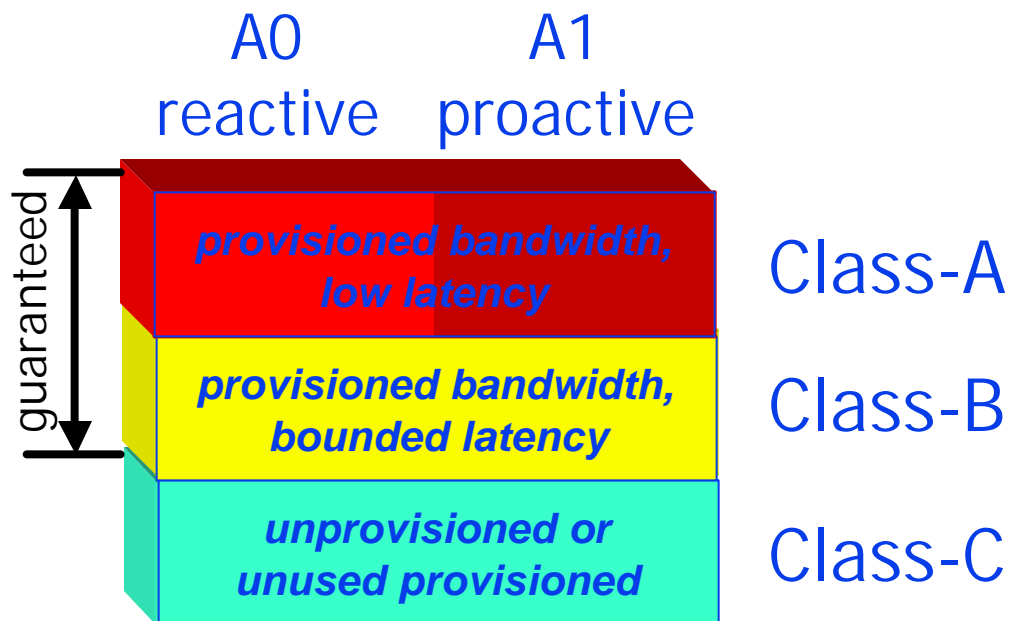 A0
A1
reactive
proactive
guaranteed
provisioned bandwidth,
low latency
Class-A
provisioned bandwidth,
bounded latency
Class-B
unprovisioned or
unused provisioned
Class-C